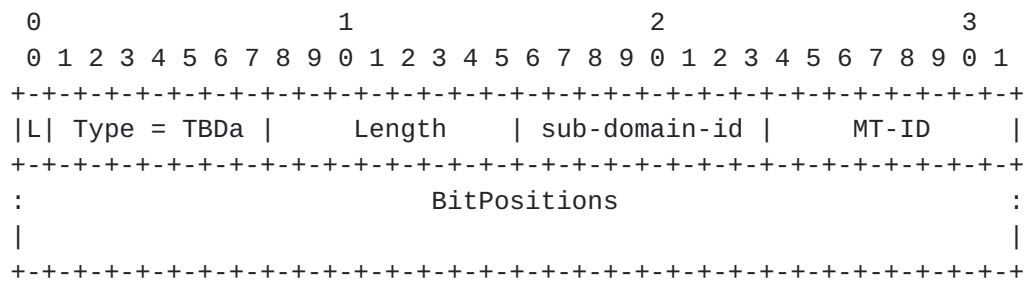 0                   1                   2                   3
 0 1 2 3 4 5 6 7 8 9 0 1 2 3 4 5 6 7 8 9 0 1 2 3 4 5 6 7 8 9 0 1
+-+-+-+-+-+-+-+-+-+-+-+-+-+-+-+-+-+-+-+-+-+-+-+-+-+-+-+-+-+-+-+-+
|L| Type = TBDa |     Length    | sub-domain-id |     MT-ID     |
+-+-+-+-+-+-+-+-+-+-+-+-+-+-+-+-+-+-+-+-+-+-+-+-+-+-+-+-+-+-+-+-+
:                          BitPositions                         :
|                                                               |
+-+-+-+-+-+-+-+-+-+-+-+-+-+-+-+-+-+-+-+-+-+-+-+-+-+-+-+-+-+-+-+-+